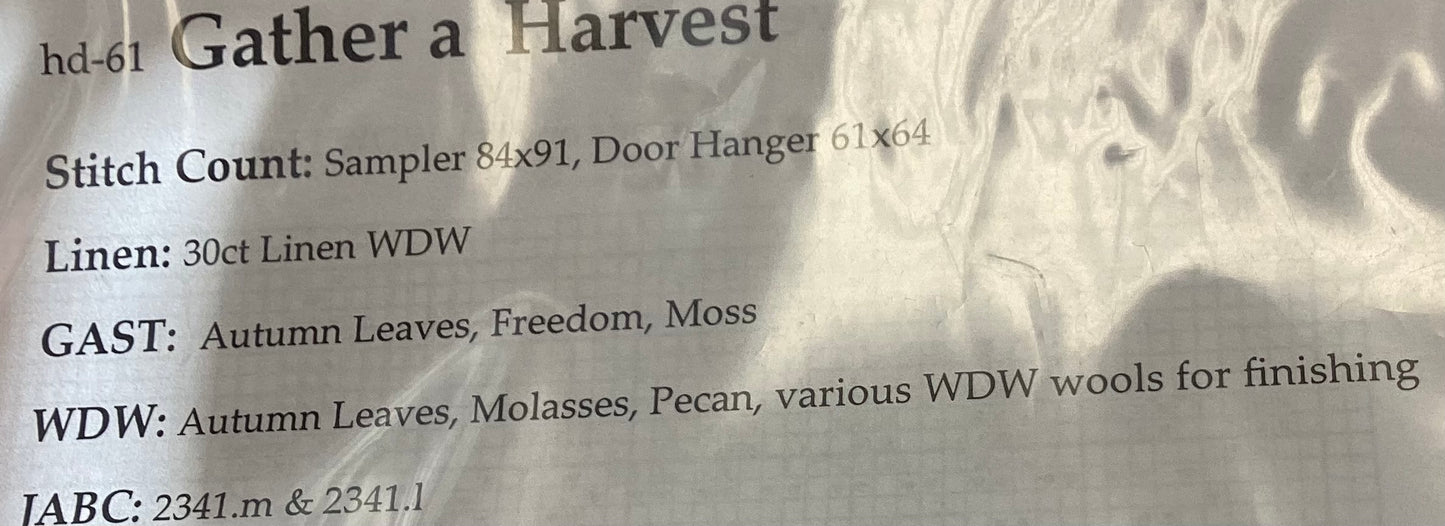 hd-61 Gather a Harvest
Stitch Count: Sampler 84x91, Door Hanger 61x64
Linen: 30ct Linen WDW
GAST: Autumn Leaves, Freedom, Moss
WDW: Autumn Leaves, Molasses, Pecan, various WDW wools for finishing
JABC: 2341.m & 2341.l